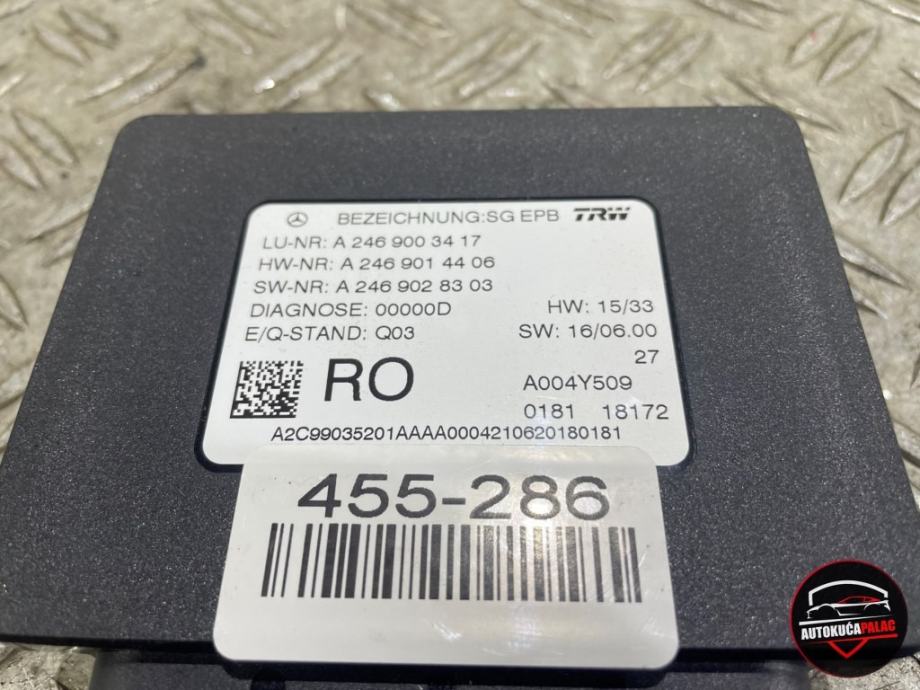 BEZEICHNUNG:SG EPB TRW
LU-NR: A 246 900 34 17
HW-NR: A 246 901 44 06
SW-NR: A 246 902 83 03
DIAGNOSE: 00000D HW: 15/33
E/Q-STAND: Q03 SW: 16/06.00
27
RO A004Y509
0181 18172
A2C99035201AAAA0004210620180181
455-286
AUTOKUĆAPALAC